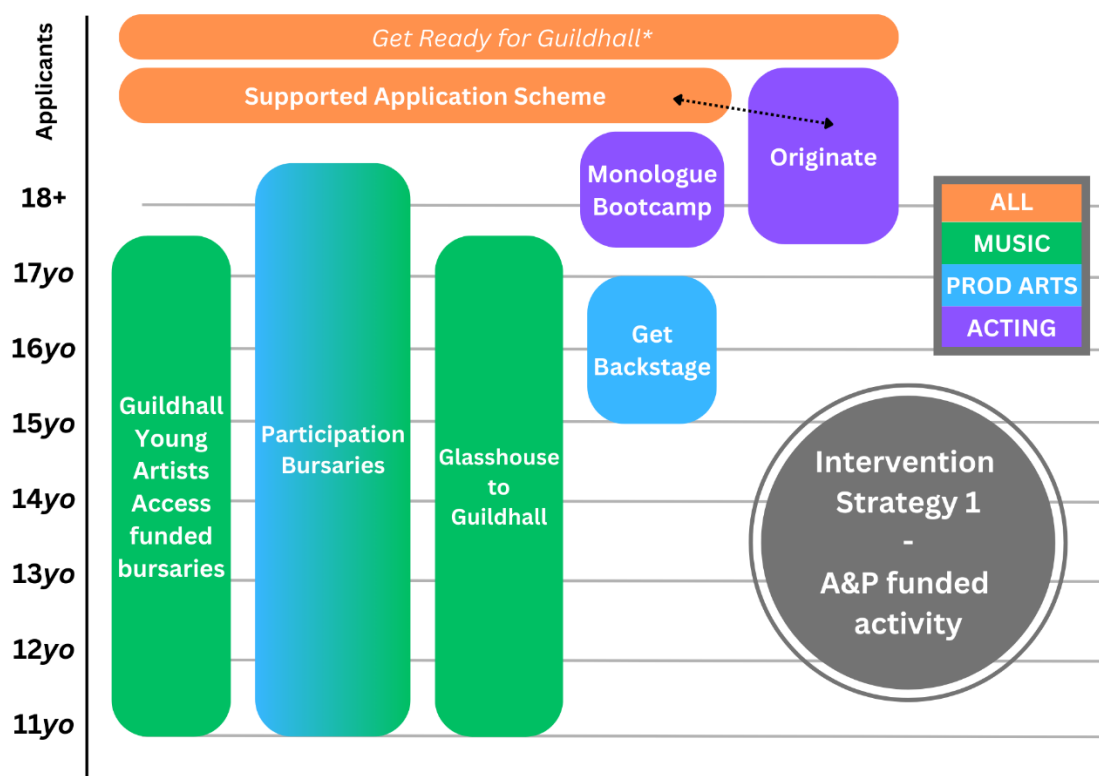 Applicants
Get Ready for Guildhall*
Supported Application Scheme
Originate
Monologue
Bootcamp
18+
17yo
16yo
15yo
14yo
13yo
12yo
11yo
Guildhall
Young
Artists
Access
funded
bursaries
Participation
Bursaries
Glasshouse
to
Guildhall
Get
Backstage
ALL
MUSIC
PROD ARTS
ACTING
Intervention
Strategy 1
-
A&P funded
activity